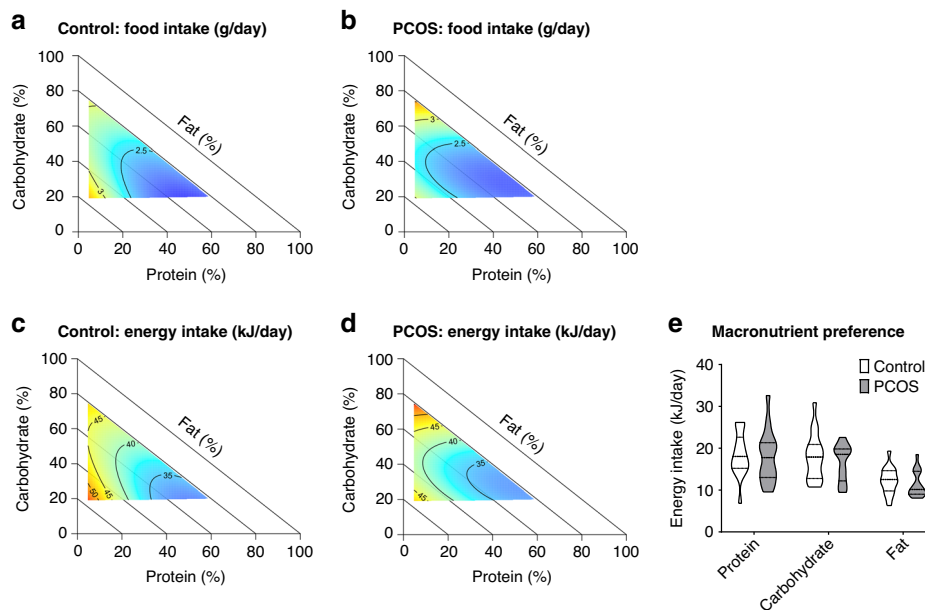 a Control: food intake (g/day)
100
80
60
40
20
0
Carbohydrate (%)
Fat (%)
2.5
3
0 20 40 60 80 100
Protein (%)
b PCOS: food intake (g/day)
100
80
60
40
20
0
Carbohydrate (%)
Fat (%)
3
2.5
0 20 40 60 80 100
Protein (%)
c Control: energy intake (kJ/day)
100
80
60
40
20
0
Carbohydrate (%)
Fat (%)
45
40
35
50
45
0 20 40 60 80 100
Protein (%)
d PCOS: energy intake (kJ/day)
100
80
60
40
20
0
Carbohydrate (%)
Fat (%)
45
40
35
45
0 20 40 60 80 100
Protein (%)
e Macronutrient preference
40
30
20
10
0
Energy intake (kJ/day)
Control
PCOS
Protein
Carbohydrate
Fat